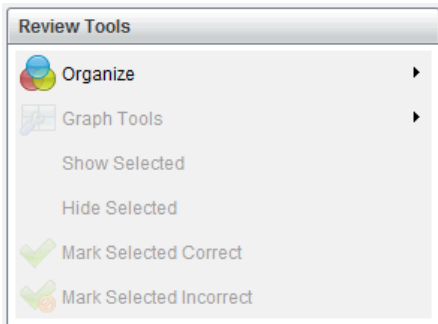 Review Tools
Organize
Graph Tools
Show Selected
Hide Selected
Mark Selected Correct
Mark Selected Incorrect